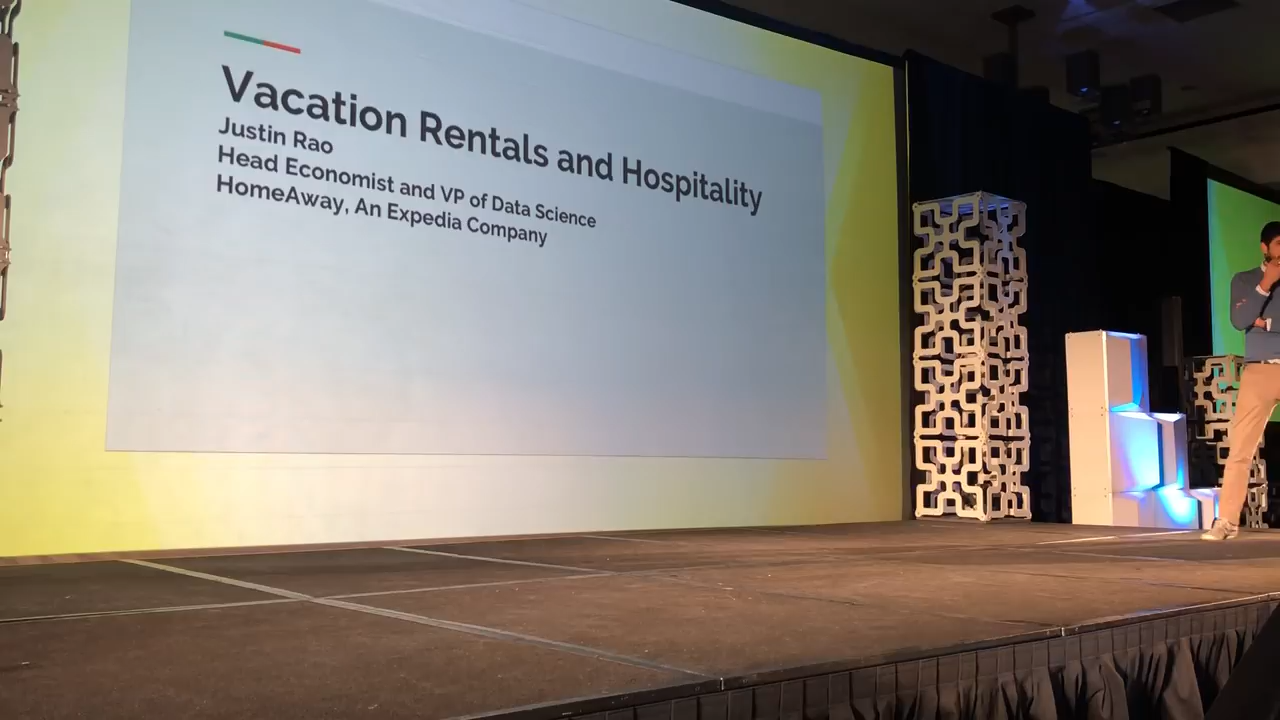 Vacation Rentals and Hospitality
Justin Rao
Head Economist and VP of Data Science
HomeAway, An Expedia Company